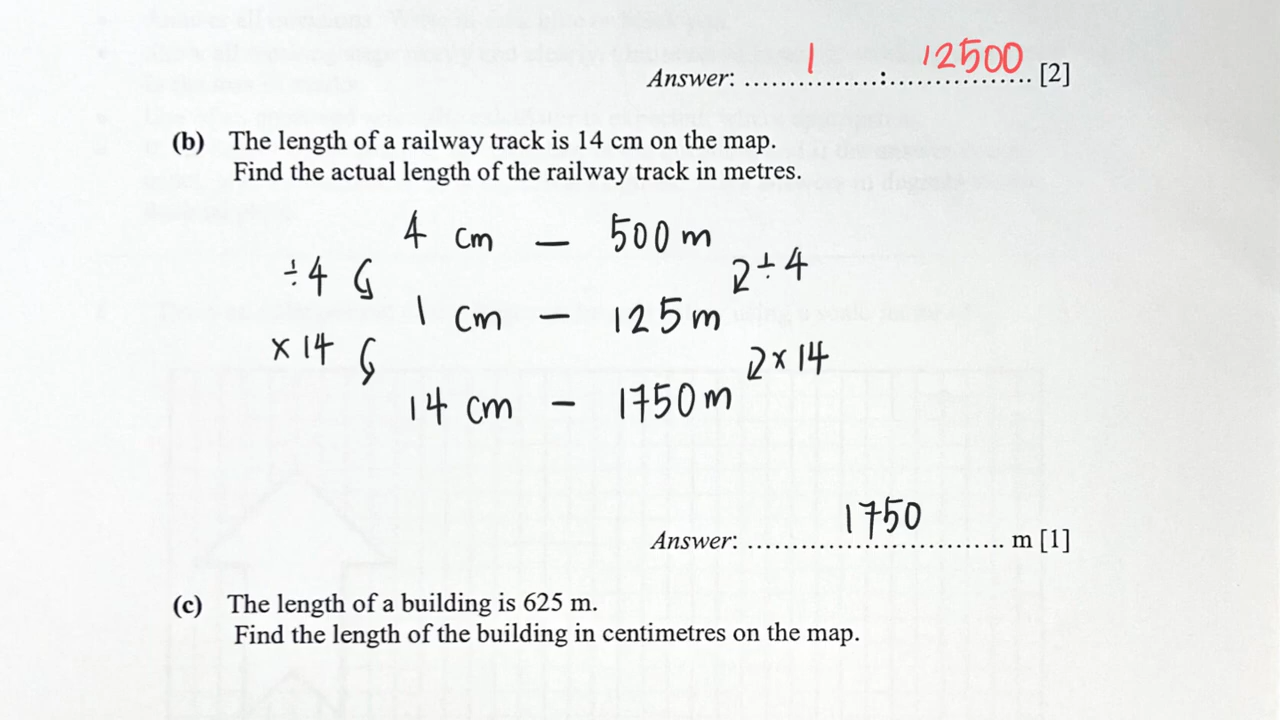 1 12500
Answer: ................:................ [2]
(b) The length of a railway track is 14 cm on the map.
Find the actual length of the railway track in metres.
4 cm — 500 m
÷4 ÷4
1 cm — 125 m
× 14 × 14
14 cm — 1750 m
1750
Answer: ............................. m [1]
(c) The length of a building is 625 m.
Find the length of the building in centimetres on the map.